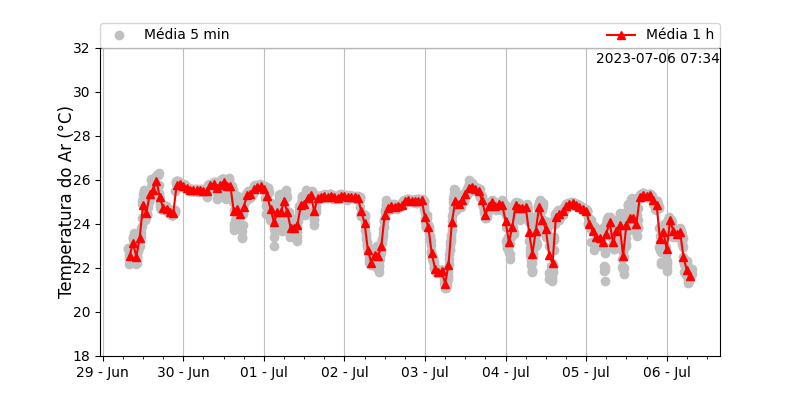 Média 5 min
Média 1 h
2023-07-06 07:34
Temperatura do Ar (°C)
32
30
28
26
24
22
20
18
29 - Jun
30 - Jun
01 - Jul
02 - Jul
03 - Jul
04 - Jul
05 - Jul
06 - Jul